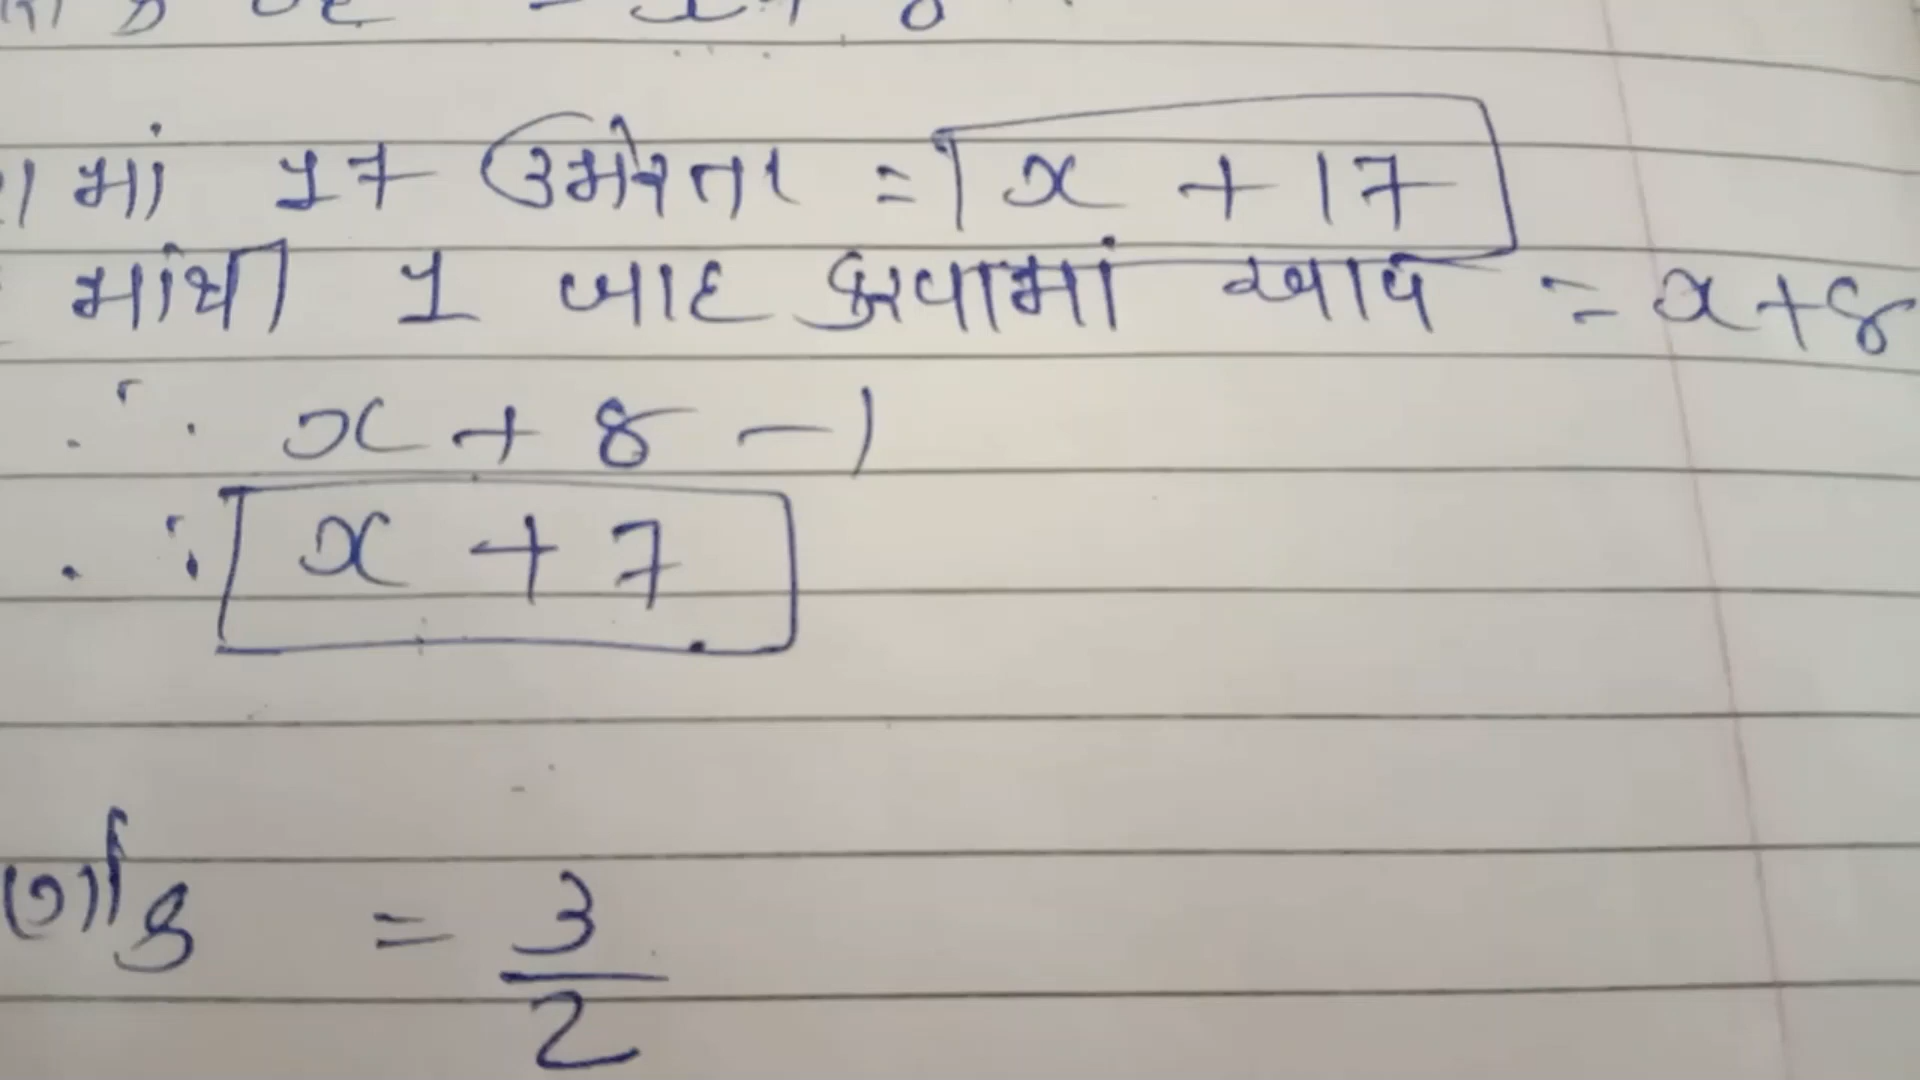 માં 17 ઉમેરતા = x + 17
માંથી 1 બાદ કરવામાં આવે = x + 8
∴ x + 8 - 1
∴ x + 7
= 3/2